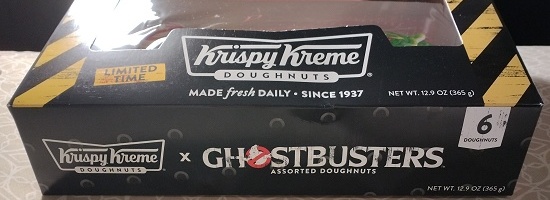 Krispy Kreme
DOUGHNUTS
LIMITED
TIME
MADE fresh DAILY • SINCE 1937
NET WT. 12.9 OZ (365 g)
6
DOUGHNUTS
Krispy Kreme
DOUGHNUTS
x
GHOSTBUSTERS
ASSORTED DOUGHNUTS
NET WT. 12.9 OZ (365 g)